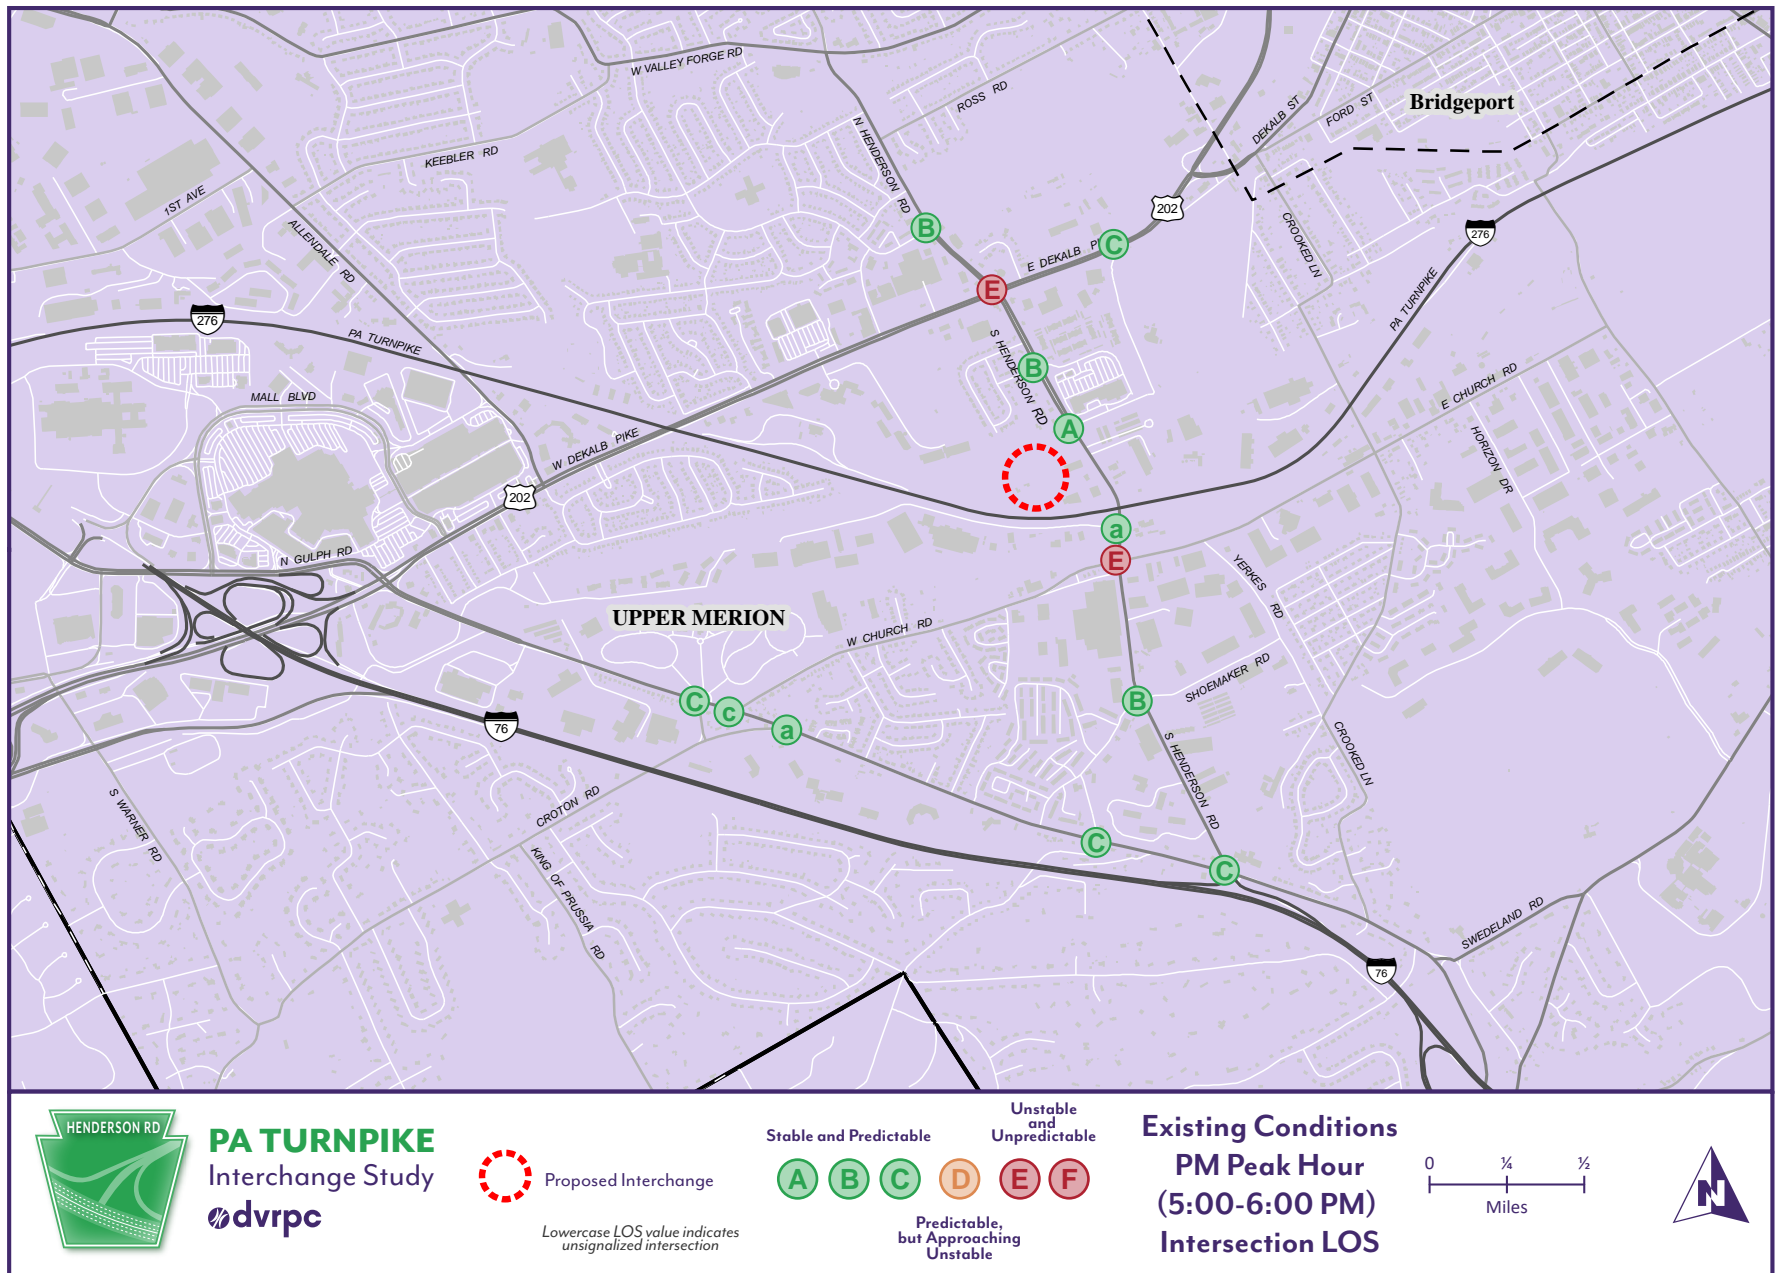 W VALLEY FORGE RD
ROSS RD
N HENDERSON RD
KEEBLER RD
1ST AVE
ALLENDALE RD
DEKALB ST
FORD ST
Bridgeport
202
B
C
E DEKALB P
CROOKED LN
276
E
276
PA TURNPIKE
PA TURNPIKE
S HENDERSON RD
B
A
MALL BLVD
W DEKALB PIKE
202
E CHURCH RD
HORIZON DR
N GULPH RD
a
E
YERKES RD
UPPER MERION
W CHURCH RD
SHOEMAKER RD
B
C
c
a
76
S HENDERSON RD
CROOKED LN
S WARNER RD
CROTON RD
KING OF PRUSSIA RD
C
C
SWEDELAND RD
76
HENDERSON RD
PA TURNPIKE
Interchange Study
dvrpc
Proposed Interchange
Lowercase LOS value indicates
unsignalized intersection
Stable and Predictable
Unstable
and
Unpredictable
A B C D E F
Predictable,
but Approaching
Unstable
Existing Conditions
PM Peak Hour
(5:00-6:00 PM)
Intersection LOS
0 ¼ ½
Miles
N